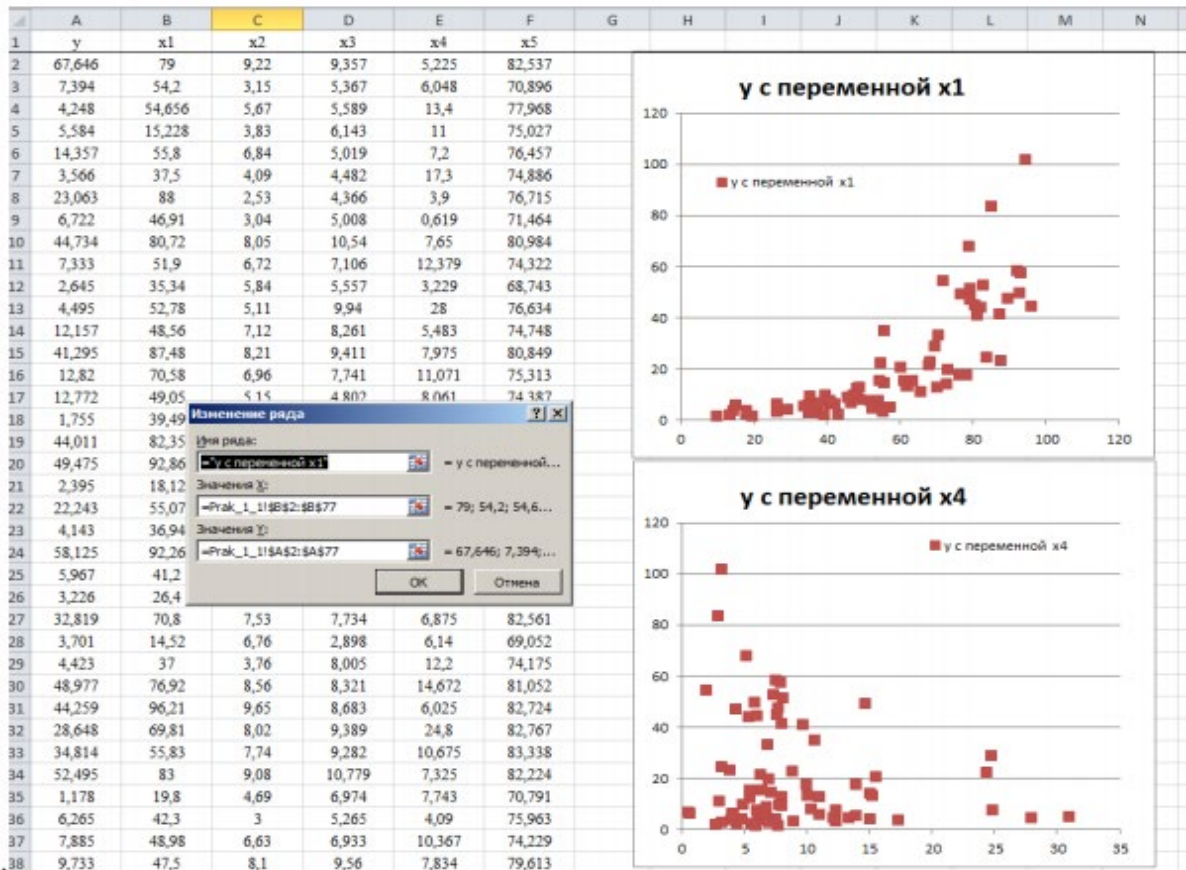 A B C D E F G H I J K L M N
1 y x1 x2 x3 x4 x5
2 67,646 79 9,22 9,357 5,225 82,537
3 7,394 54,2 3,15 5,367 6,048 70,896
4 4,248 54,656 5,67 5,589 13,4 77,968
5 5,584 15,228 3,83 6,143 11 75,027
6 14,357 55,8 6,84 5,019 7,2 76,457
7 3,566 37,5 4,09 4,482 17,3 74,886
8 23,063 88 2,53 4,366 3,9 76,715
9 6,722 46,91 3,04 5,008 0,619 71,464
10 44,734 80,72 8,05 10,54 7,65 80,984
11 7,333 51,9 6,72 7,106 12,379 74,322
12 2,645 35,34 5,84 5,557 3,229 68,743
13 4,495 52,78 5,11 9,94 28 76,634
14 12,157 48,56 7,12 8,261 5,483 74,748
15 41,295 87,48 8,21 9,411 7,975 80,849
16 12,82 70,58 6,96 7,741 11,071 75,313
17 12,772 49,05 5,15 4,802 8,061 74,387
18 1,755 39,49
19 44,011 82,35
20 49,475 92,86
21 2,395 18,12
22 22,243 55,07
23 4,143 36,94
24 58,125 92,26
25 5,967 41,2
26 3,226 26,4
27 32,819 70,8 7,53 7,734 6,875 82,561
28 3,701 14,52 6,76 2,898 6,14 69,052
29 4,423 37 3,76 8,005 12,2 74,175
30 48,977 76,92 8,56 8,321 14,672 81,052
31 44,259 96,21 9,65 8,683 6,025 82,724
32 28,648 69,81 8,02 9,389 24,8 82,767
33 34,814 55,83 7,74 9,282 10,675 83,338
34 52,495 83 9,08 10,779 7,325 82,224
35 1,178 19,8 4,69 6,974 7,743 70,791
36 6,265 42,3 3 5,265 4,09 75,963
37 7,885 48,98 6,63 6,933 10,367 74,229
38 9,733 47,5 8,1 9,56 7,834 79,613
Изменение ряда
Имя ряда:
="у с переменной x1" = у с переменной...
Значения X:
=Prak_1_1!$B$2:$B$77 = 79; 54,2; 54,6...
Значения Y:
=Prak_1_1!$A$2:$A$77 = 67,646; 7,394;...
OK Отмена
у с переменной x1
120
100
у с переменной x1
80
60
40
20
0
0 20 40 60 80 100 120
у с переменной x4
120
у с переменной x4
100
80
60
40
20
0
0 5 10 15 20 25 30 35